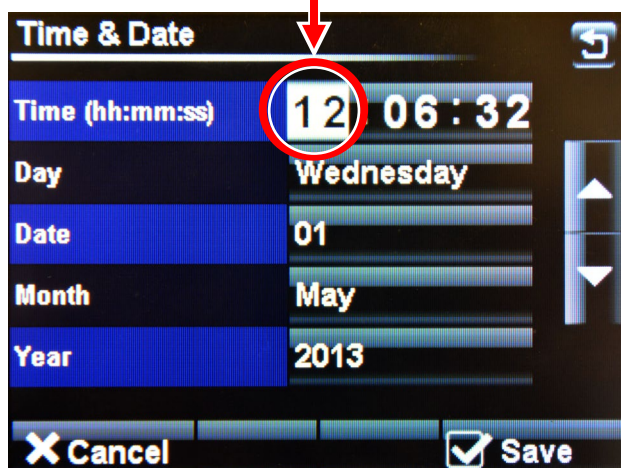 Time & Date
Time (hh:mm:ss) 12:06:32
Day Wednesday
Date 01
Month May
Year 2013
Cancel Save